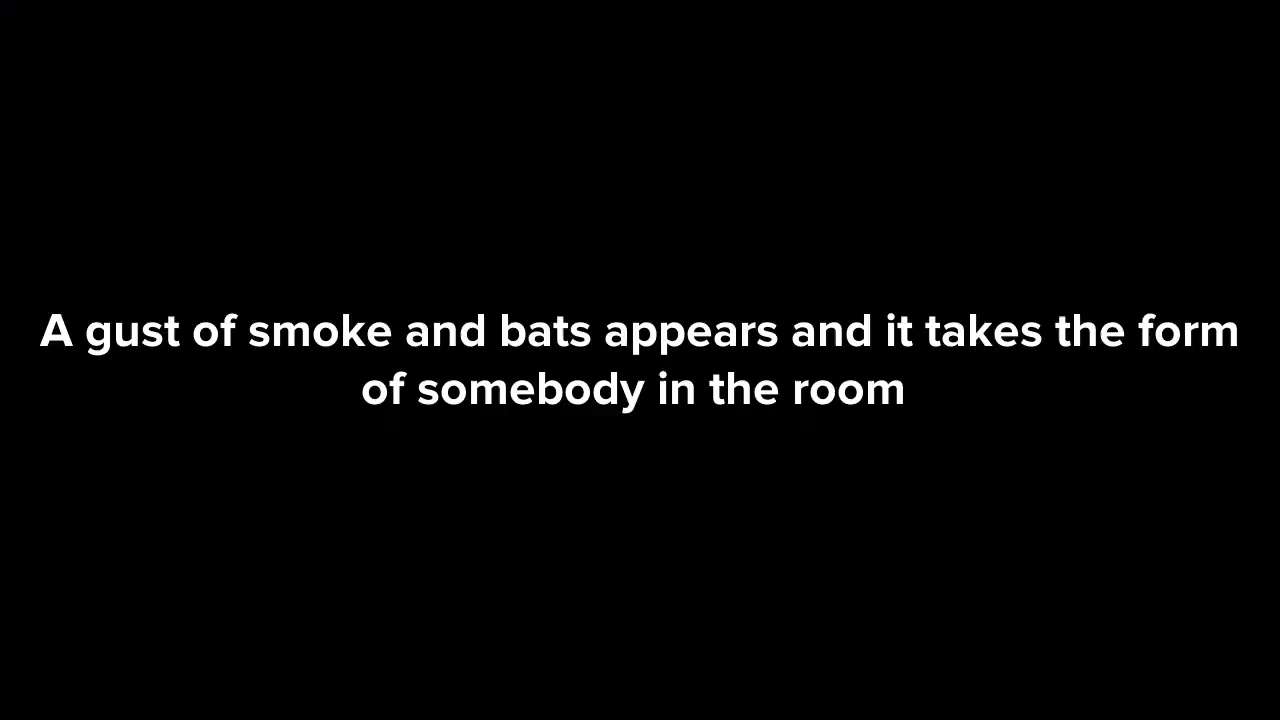 A gust of smoke and bats appears and it takes the form
of somebody in the room